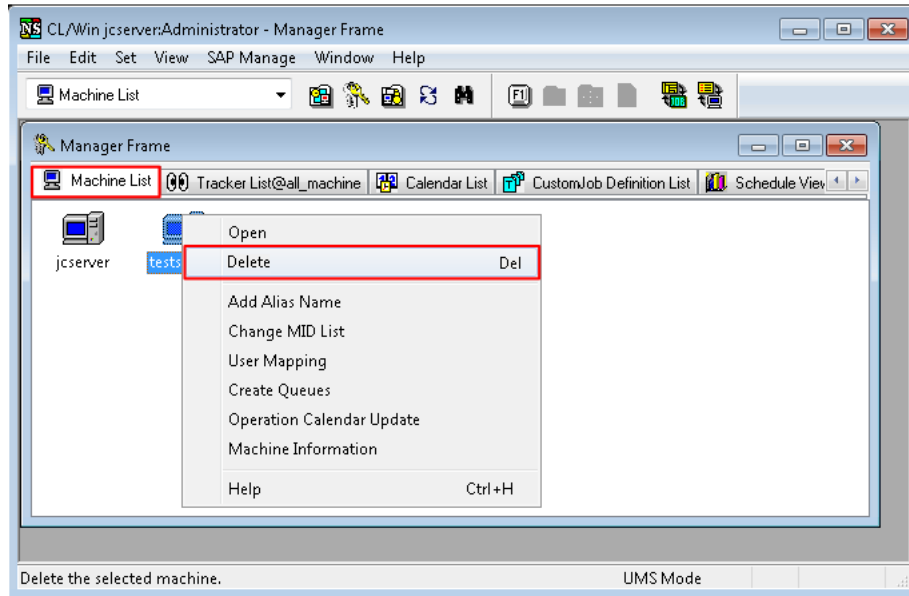 CL/Win jcserver:Administrator - Manager Frame
File Edit Set View SAP Manage Window Help
Machine List
Manager Frame
Machine List Tracker List@all_machine Calendar List CustomJob Definition List Schedule View
jcserver
tests
Open
Delete Del
Add Alias Name
Change MID List
User Mapping
Create Queues
Operation Calendar Update
Machine Information
Help Ctrl+H
Delete the selected machine. UMS Mode